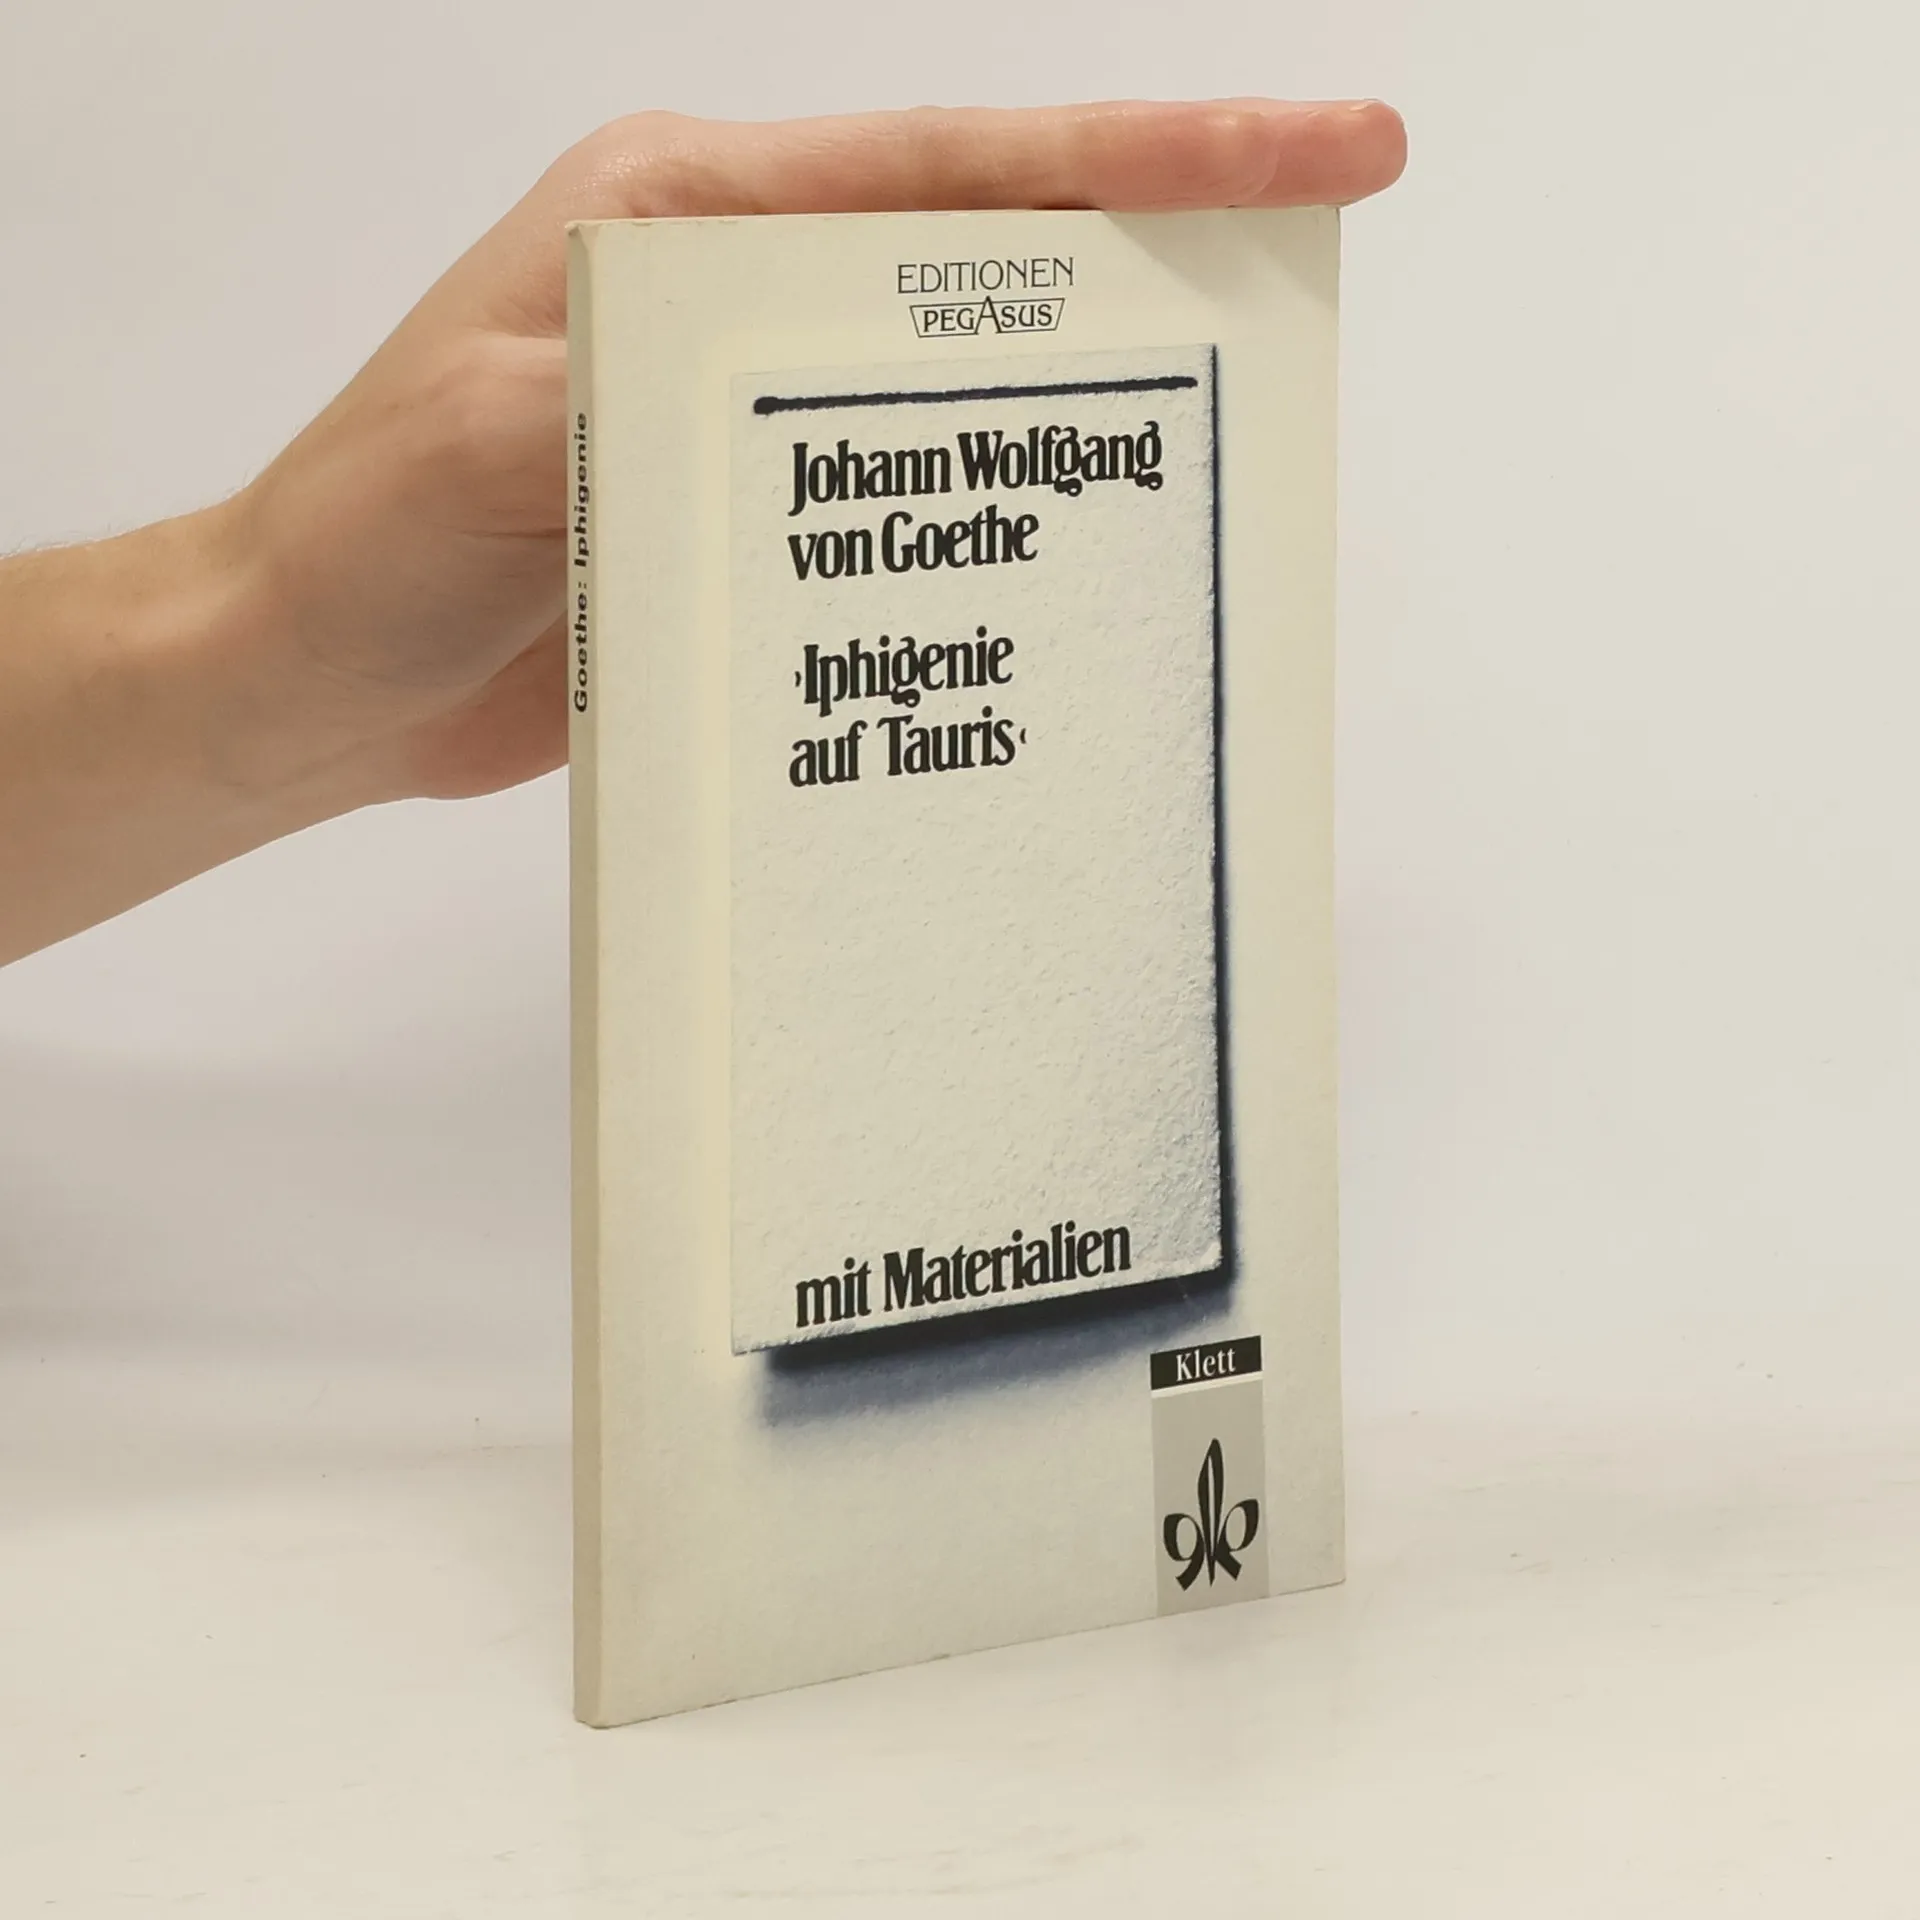 EDITIONEN
PEGASUS
Johann Wolfgang
von Goethe
›Iphigenie
auf Tauris‹
mit Materialien
Klett
Goethe: Iphigenie